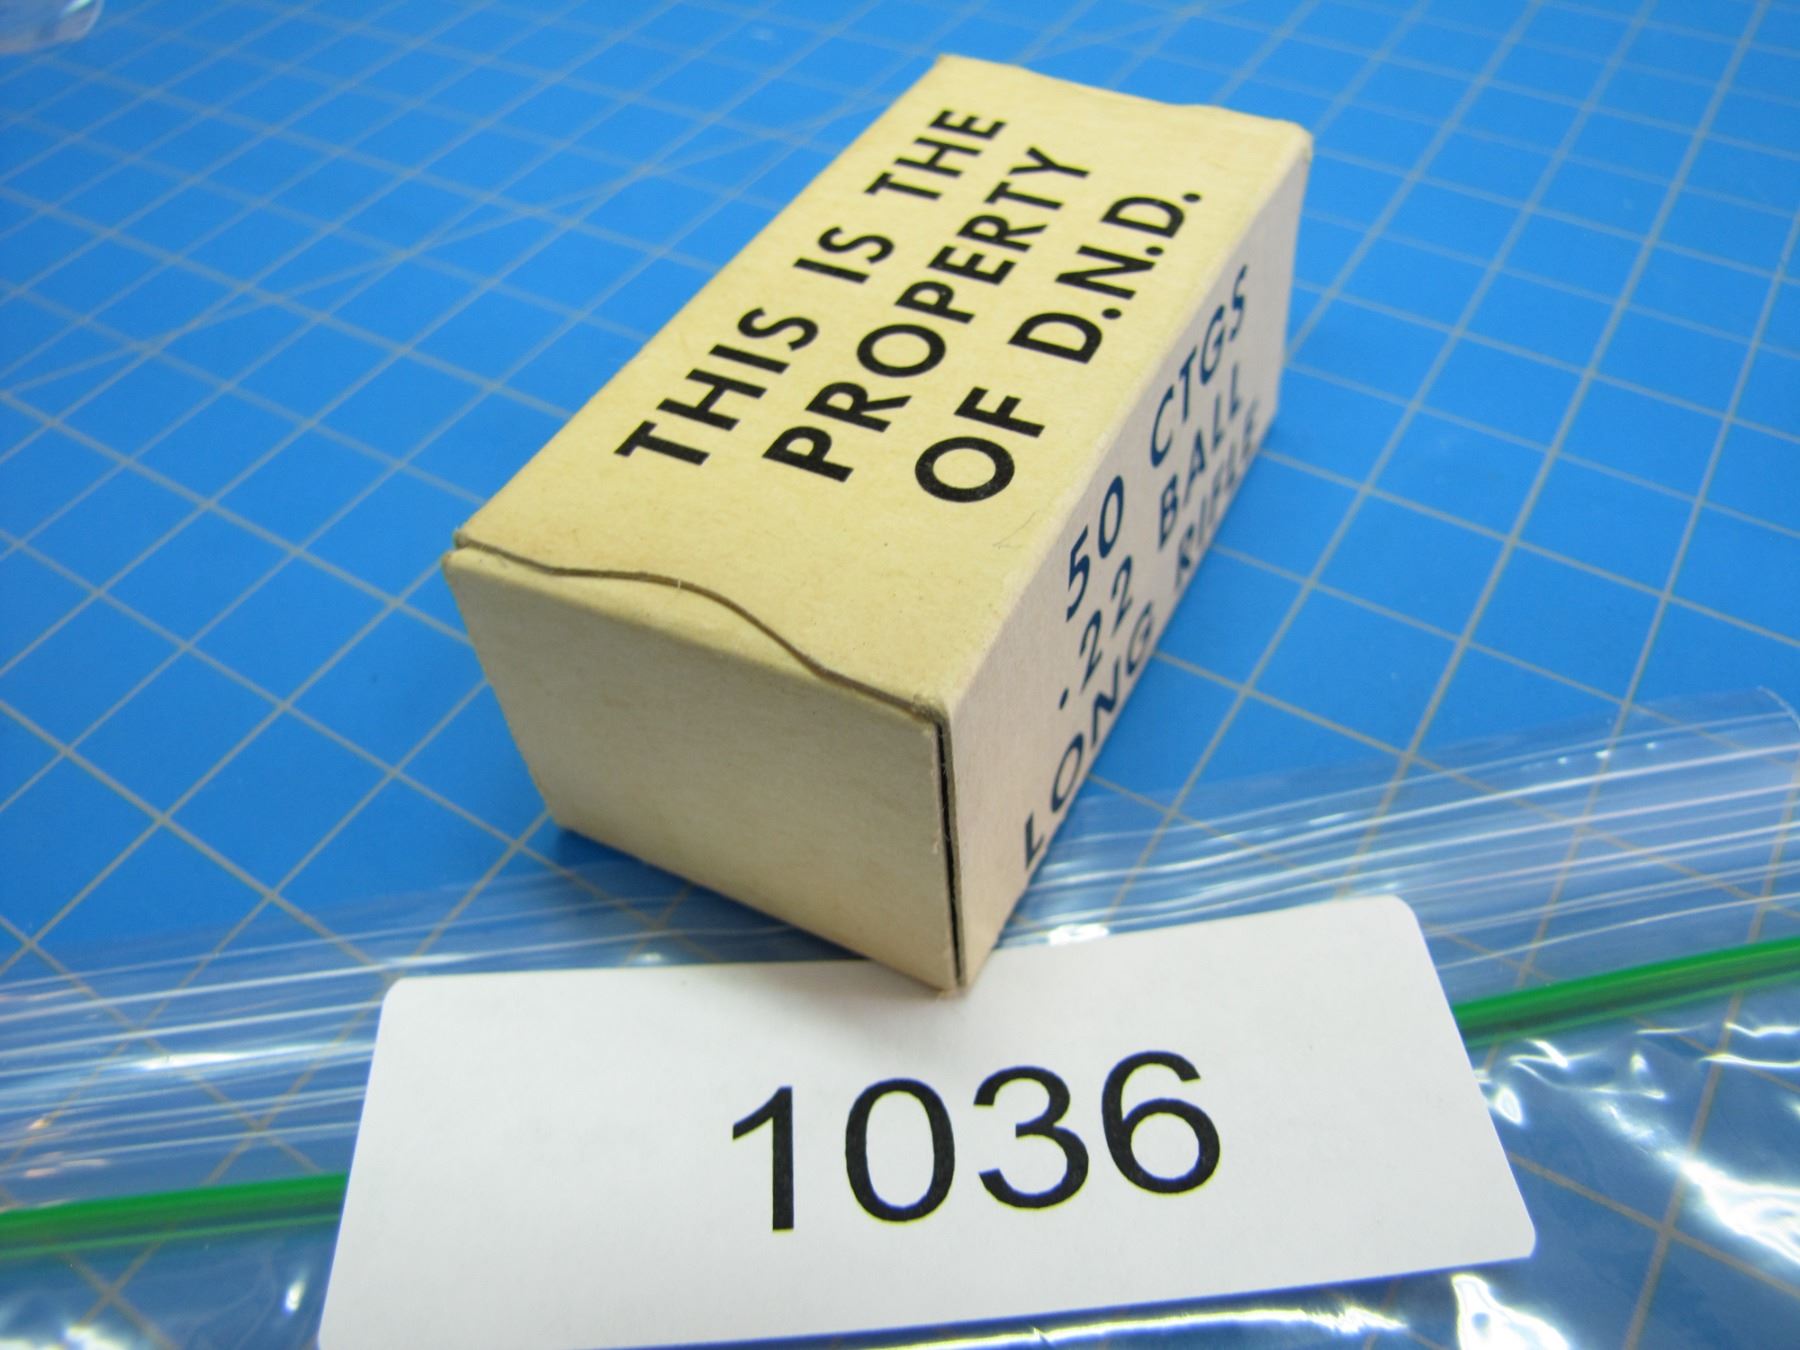 THIS IS THE
PROPERTY
OF D.N.D.
50 CTGS
.22 BALL
LONG RIFLE
1036